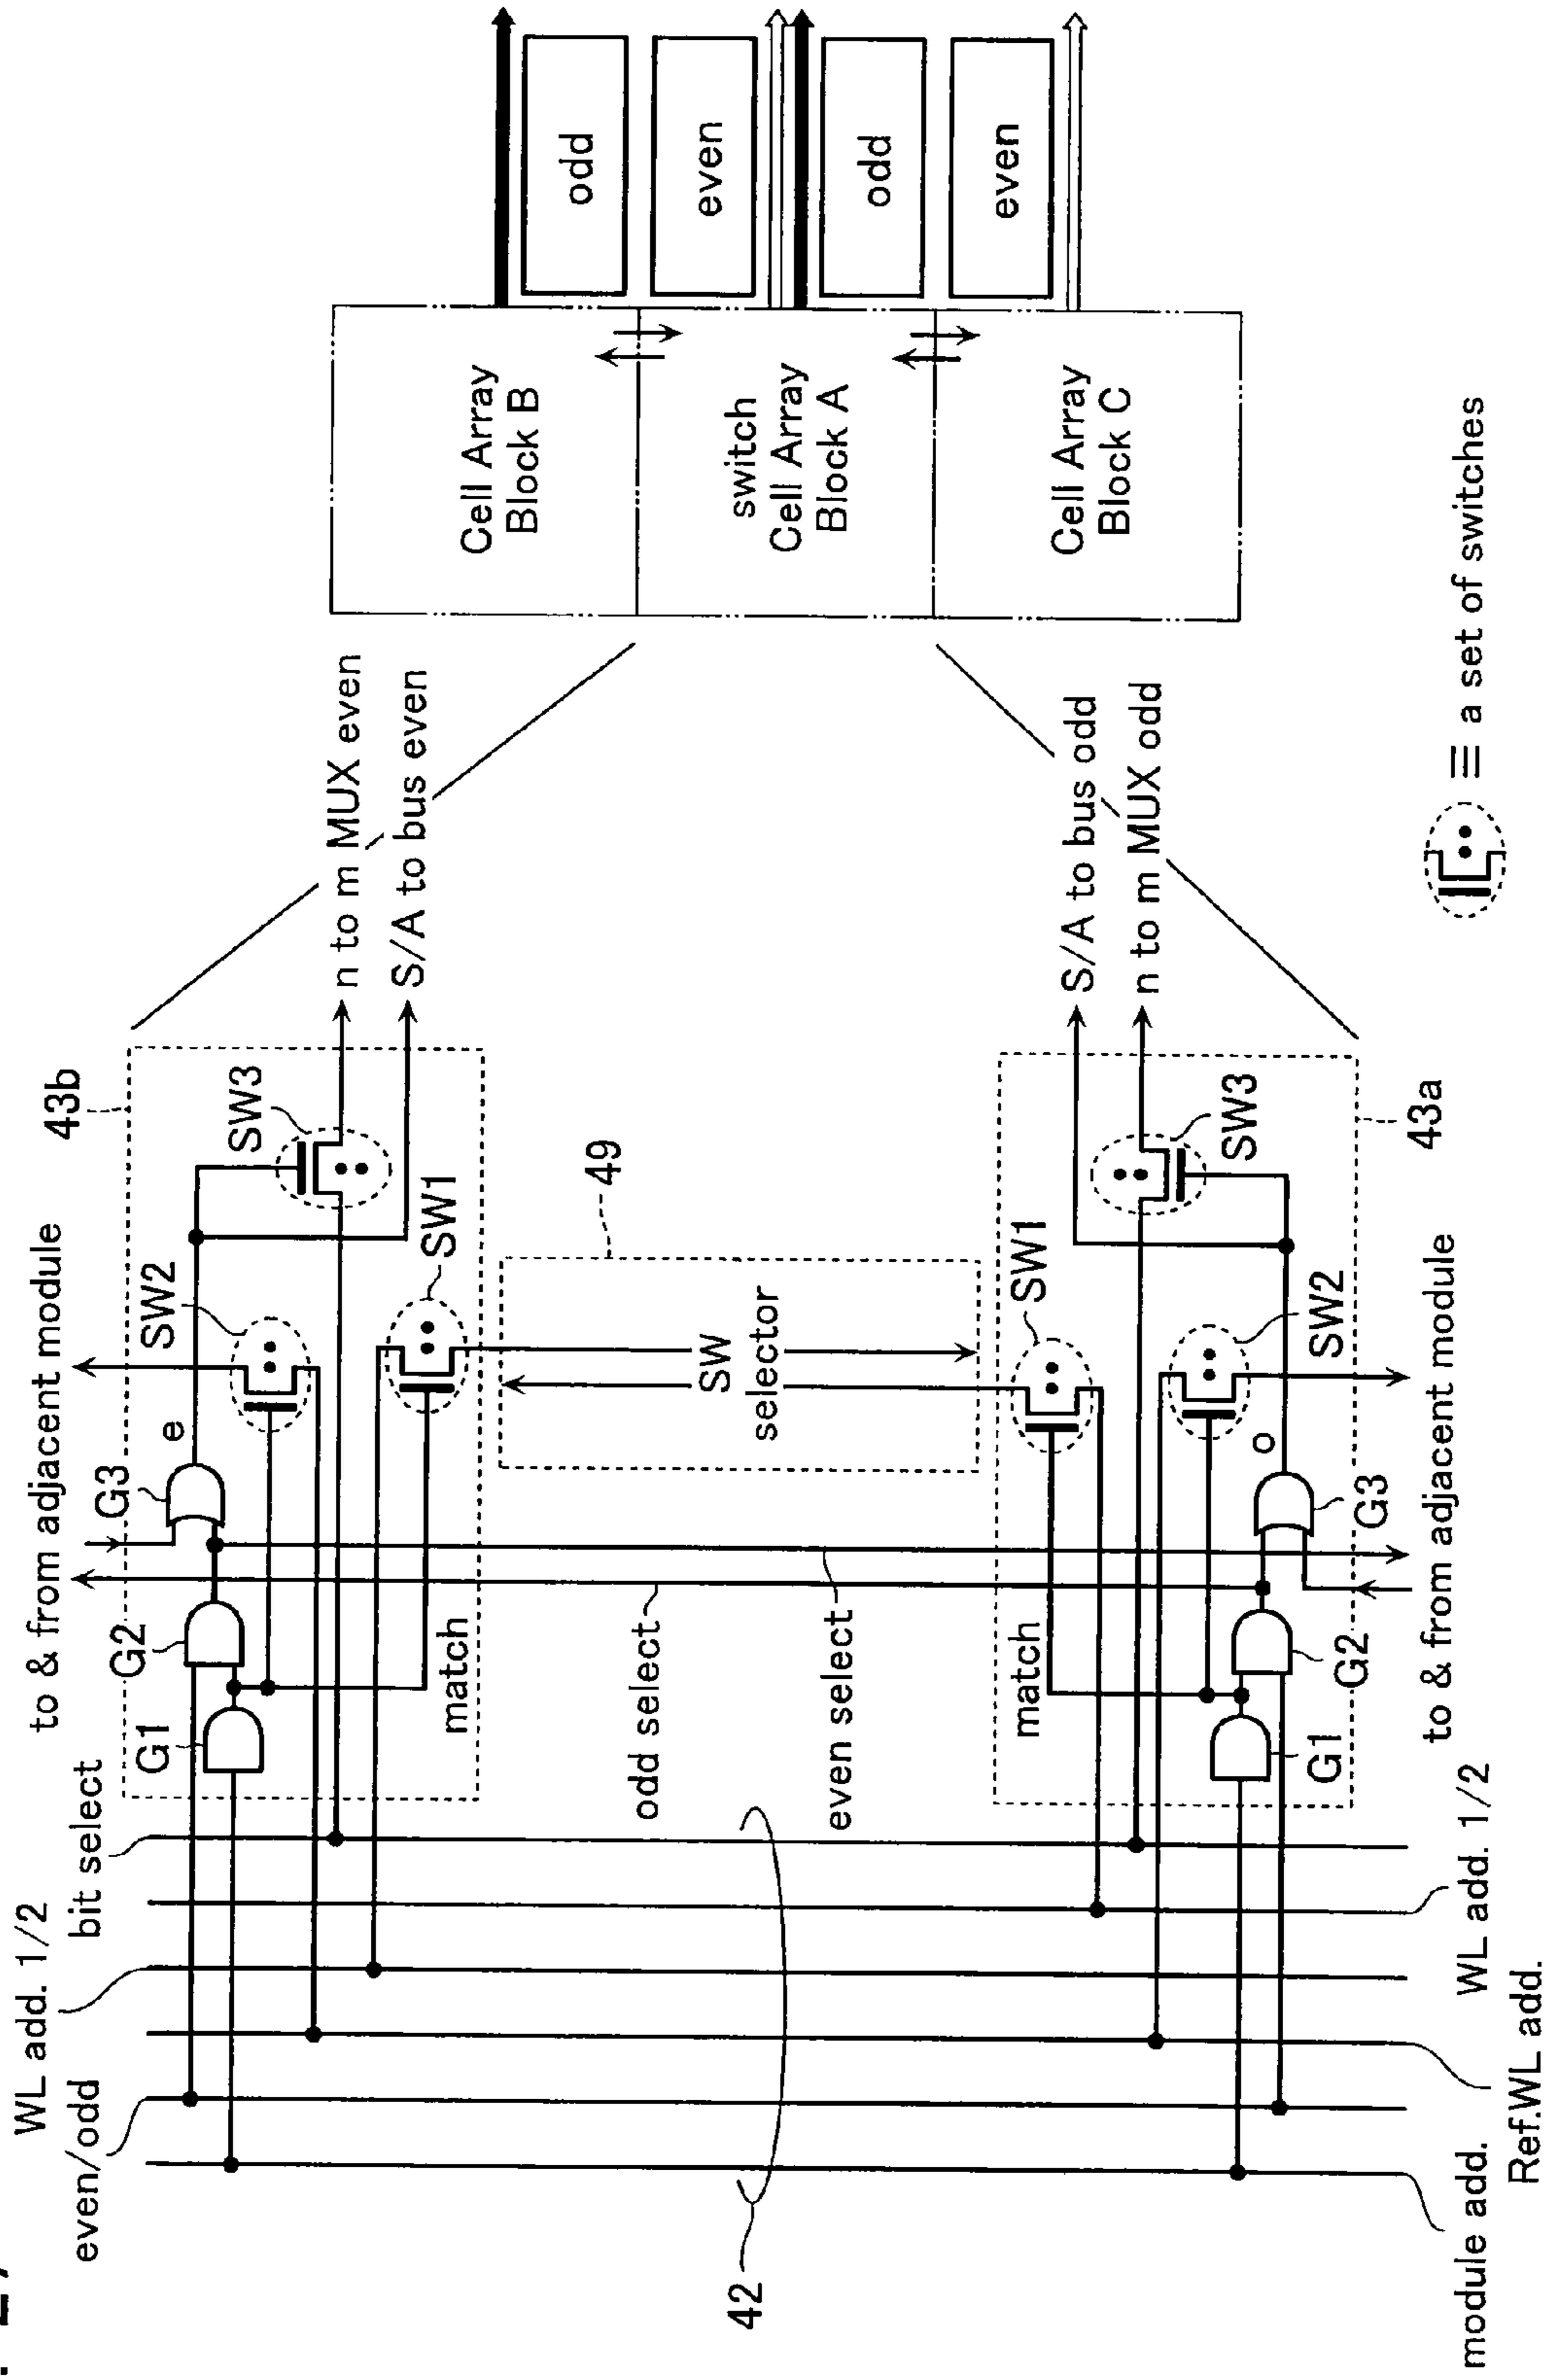 to & from adjacent module
43b
SW3
SW2
G3
e
G2
G1
SW1
match
n to m MUX even
S/A to bus even
WL add. 1/2
bit select
even/odd
49
SW
selector
odd select
even select
42
S/A to bus odd
n to m MUX odd
43a
SW1
SW3
SW2
match
o
G3
G2
G1
to & from adjacent module
WL add. 1/2
Ref.WL add.
module add.
Cell Array
Block B
switch
Cell Array
Block A
Cell Array
Block C
odd
even
odd
even
≡ a set of switches